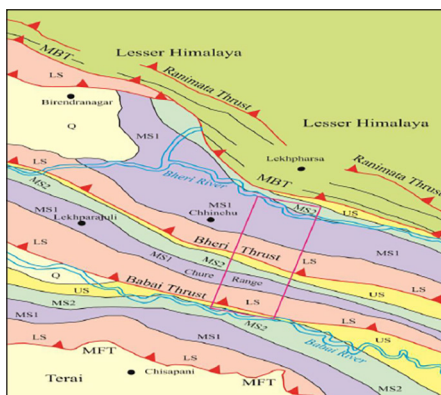 Lesser Himalaya
MBT
Ranimata Thrust
LS
Birendranagar
Lesser Himalaya
Q
MS1
Lekhpharsa
Ranimata Thrust
LS
Bheri River
MBT
MS2
MS1
MS2
US
MS1
Chhinchu
Lekhparajuli
Bheri Thrust
LS
MS2
MS1
Chure Range
LS
Q
Babai Thrust
US
LS
US
MS2
MS2
MS1
MS1
US
Babai River
LS
MFT
LS
MS2
Terai
Chisapani
MFT